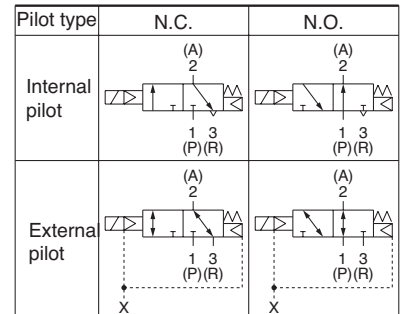 Pilot type N.C. N.O.
Internal pilot
(A)
2
1 3
(P)(R)
(A)
2
1 3
(P)(R)
External pilot
(A)
2
1 3
(P)(R)
X
(A)
2
1 3
(P)(R)
X